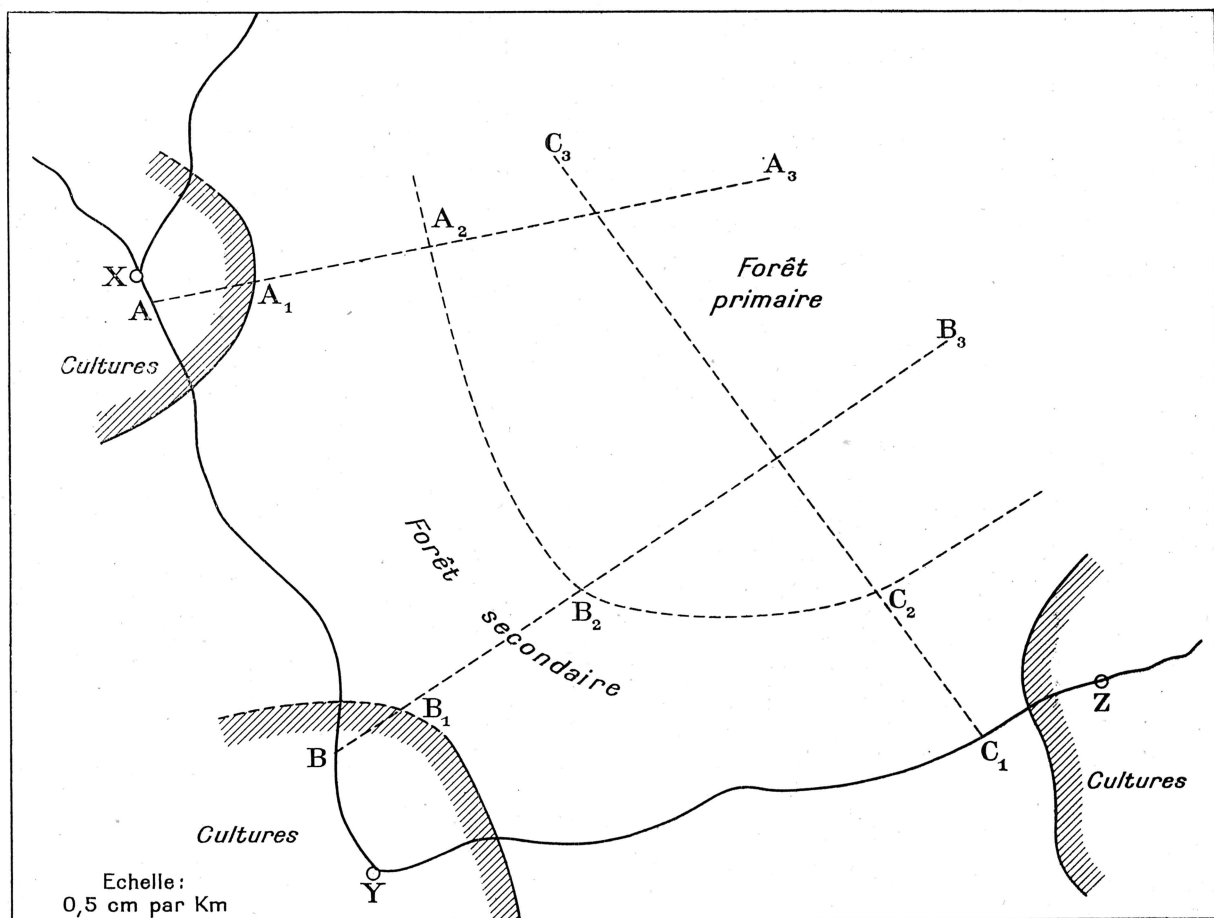 C₃
A₃
A₂
X
A
A₁
Forêt
primaire
Cultures
B₃
Forêt
secondaire
B₂
C₂
B₁
B
Z
C₁
Cultures
Cultures
Y
Echelle:
0,5 cm par Km